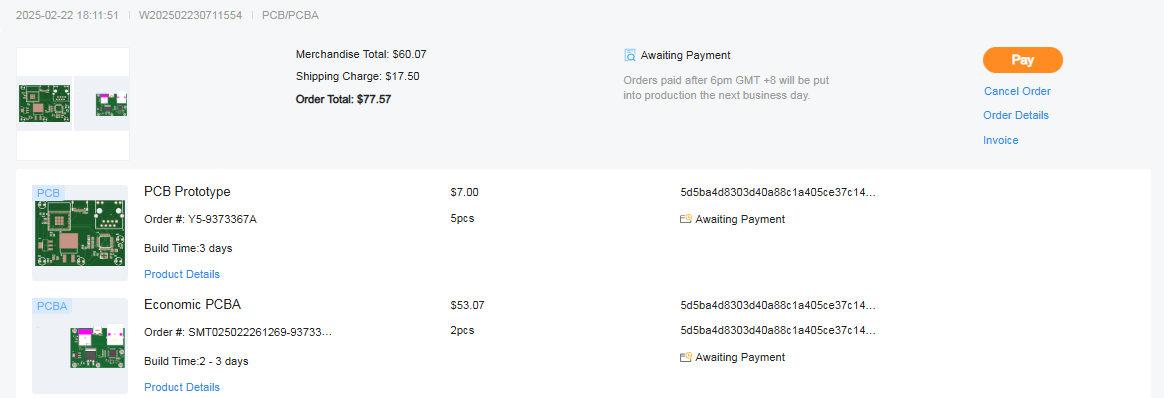 2025-02-22 18:11:51 W202502230711554 PCB/PCBA
Merchandise Total: $60.07
Shipping Charge: $17.50
Order Total: $77.57
Awaiting Payment
Orders paid after 6pm GMT +8 will be put
into production the next business day.
Pay
Cancel Order
Order Details
Invoice
PCB
PCB Prototype
Order #: Y5-9373367A
Build Time:3 days
Product Details
$7.00
5pcs
5d5ba4d8303d40a88c1a405ce37c14...
Awaiting Payment
PCBA
Economic PCBA
Order #: SMT025022261269-93733...
Build Time:2 - 3 days
Product Details
$53.07
2pcs
5d5ba4d8303d40a88c1a405ce37c14...
5d5ba4d8303d40a88c1a405ce37c14...
Awaiting Payment